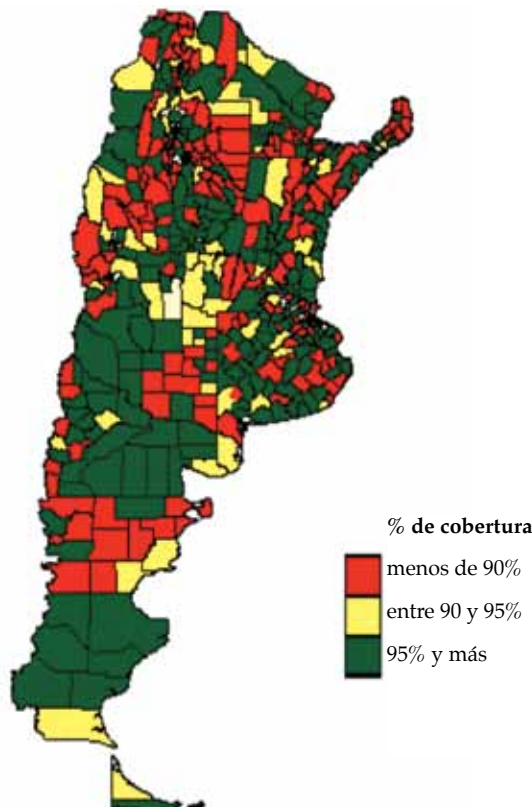 % de cobertura
menos de 90%
entre 90 y 95%
95% y más